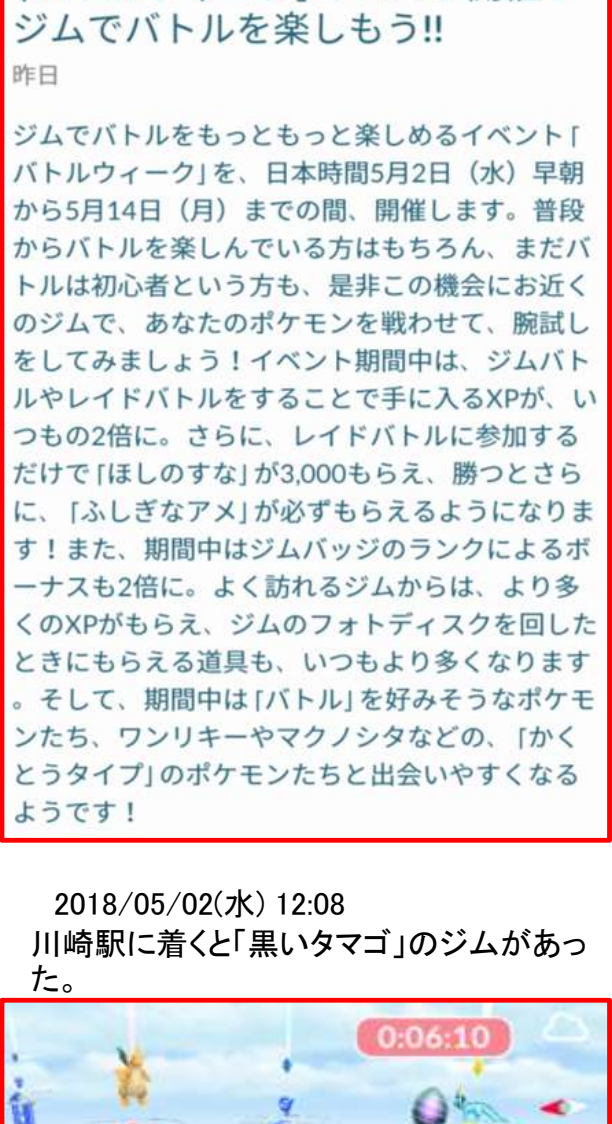 ジムでバトルを楽しもう!!
昨日
ジムでバトルをもっともっと楽しめるイベント「
バトルウィーク」を、日本時間5月2日（水）早朝
から5月14日（月）までの間、開催します。普段
からバトルを楽しんでいる方はもちろん、まだバ
トルは初心者という方も、是非この機会にお近く
のジムで、あなたのポケモンを戦わせて、腕試し
をしてみましょう！イベント期間中は、ジムバト
ルやレイドバトルをすることで手に入るXPが、い
つもの2倍に。さらに、レイドバトルに参加する
だけで「ほしのすな」が3,000もらえ、勝つとさら
に、「ふしぎなアメ」が必ずもらえるようになりま
す！また、期間中はジムバッジのランクによるボ
ーナスも2倍に。よく訪れるジムからは、より多
くのXPがもらえ、ジムのフォトディスクを回した
ときにもらえる道具も、いつもより多くなります
。そして、期間中は「バトル」を好みそうなポケモ
ンたち、ワンリキーやマクノシタなどの、「かく
とうタイプ」のポケモンたちと出会いやすくなる
ようです！
2018/05/02(水) 12:08
川崎駅に着くと「黒いタマゴ」のジムがあっ
た。
0:06:10